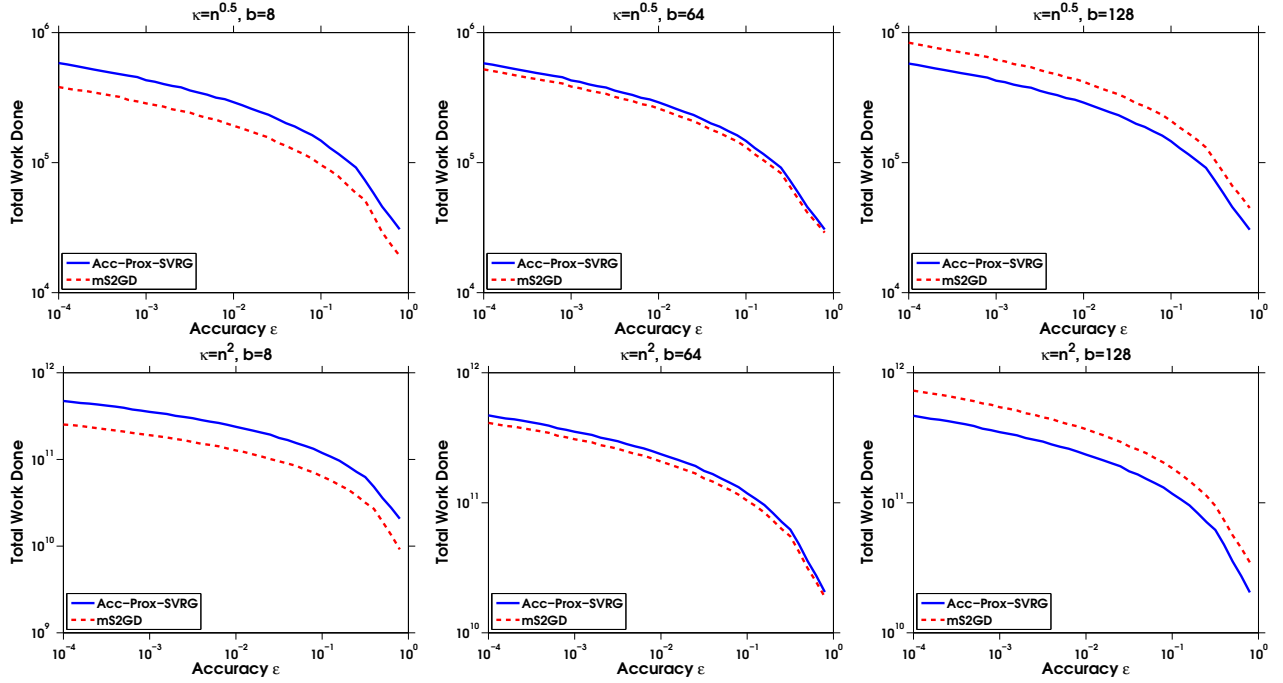 κ=n^0.5, b=8
10^6
10^5
10^4
Total Work Done
Acc−Prox−SVRG
mS2GD
10^−4 10^−3 10^−2 10^−1 10^0
Accuracy ε
κ=n^0.5, b=64
10^6
10^5
10^4
Total Work Done
Acc−Prox−SVRG
mS2GD
10^−4 10^−3 10^−2 10^−1 10^0
Accuracy ε
κ=n^0.5, b=128
10^6
10^5
10^4
Total Work Done
Acc−Prox−SVRG
mS2GD
10^−4 10^−3 10^−2 10^−1 10^0
Accuracy ε
κ=n^2, b=8
10^12
10^11
10^10
10^9
Total Work Done
Acc−Prox−SVRG
mS2GD
10^−4 10^−3 10^−2 10^−1 10^0
Accuracy ε
κ=n^2, b=64
10^12
10^11
10^10
Total Work Done
Acc−Prox−SVRG
mS2GD
10^−4 10^−3 10^−2 10^−1 10^0
Accuracy ε
κ=n^2, b=128
10^12
10^11
10^10
Total Work Done
Acc−Prox−SVRG
mS2GD
10^−4 10^−3 10^−2 10^−1 10^0
Accuracy ε